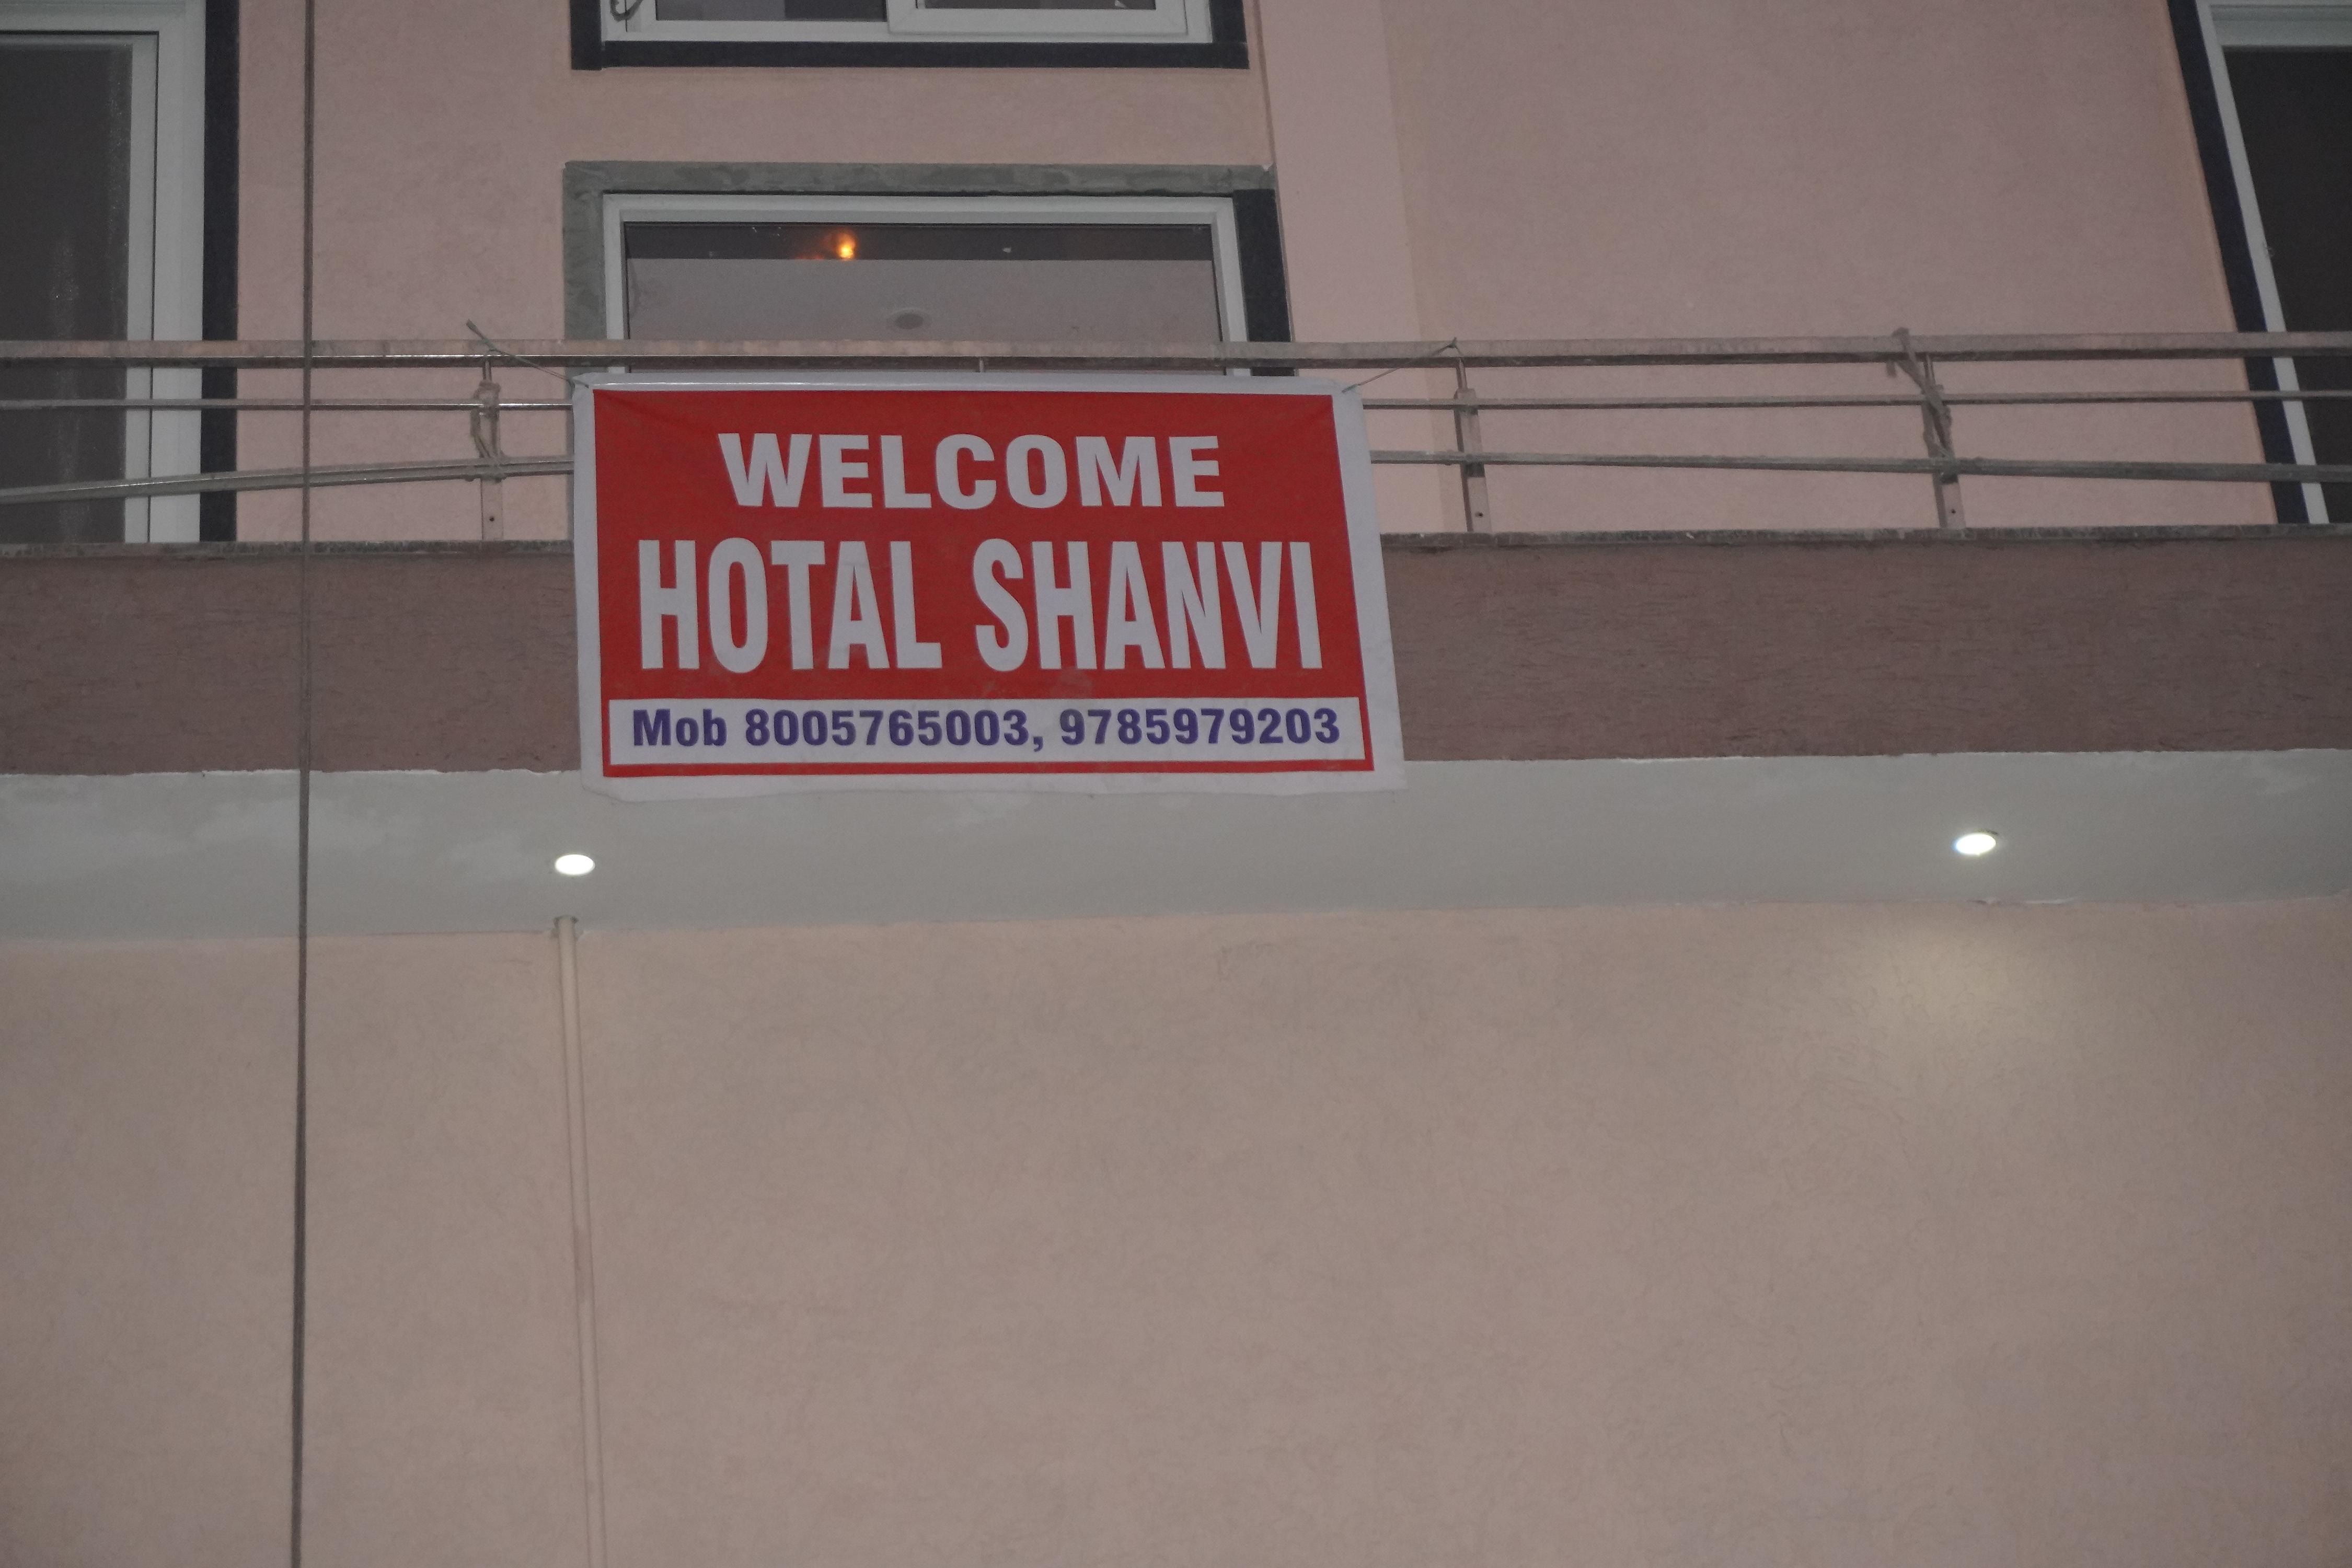 WELCOME
HOTAL SHANVI
Mob 8005765003, 9785979203